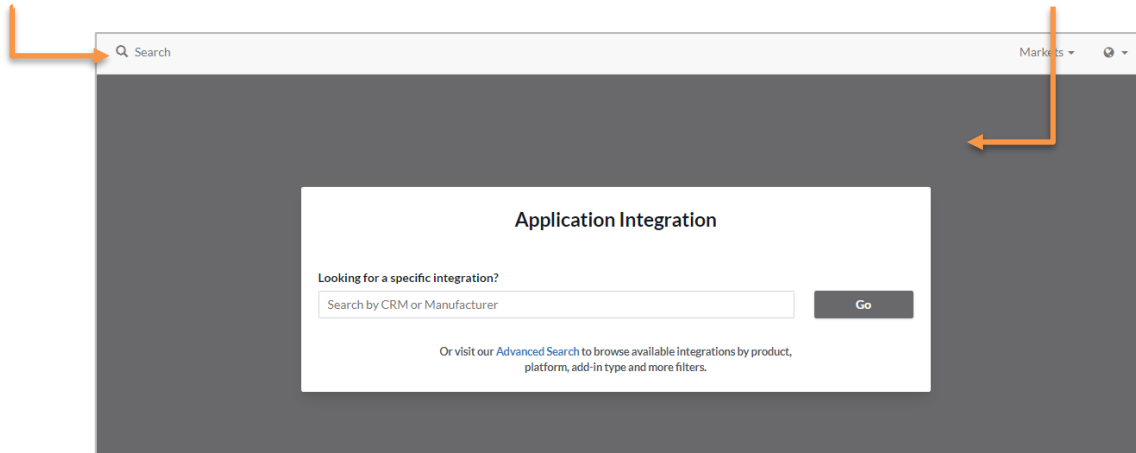 Search
Markets
Application Integration
Looking for a specific integration?
Search by CRM or Manufacturer
Go
Or visit our Advanced Search to browse available integrations by product,
platform, add-in type and more filters.